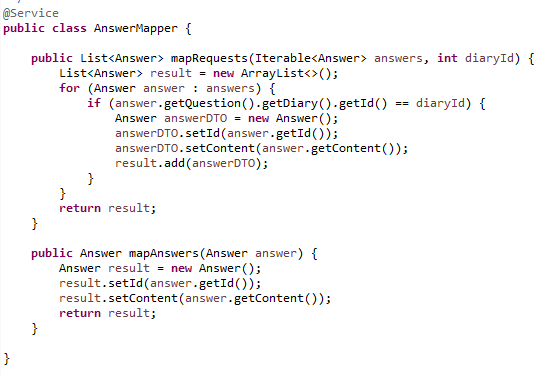 @Service
public class AnswerMapper {
public List<Answer> mapRequests(Iterable<Answer> answers, int diaryId) {
List<Answer> result = new ArrayList<>();
for (Answer answer : answers) {
if (answer.getQuestion().getDiary().getId() == diaryId) {
Answer answerDTO = new Answer();
answerDTO.setId(answer.getId());
answerDTO.setContent(answer.getContent());
result.add(answerDTO);
}
}
return result;
}
public Answer mapAnswers(Answer answer) {
Answer result = new Answer();
result.setId(answer.getId());
result.setContent(answer.getContent());
return result;
}
}